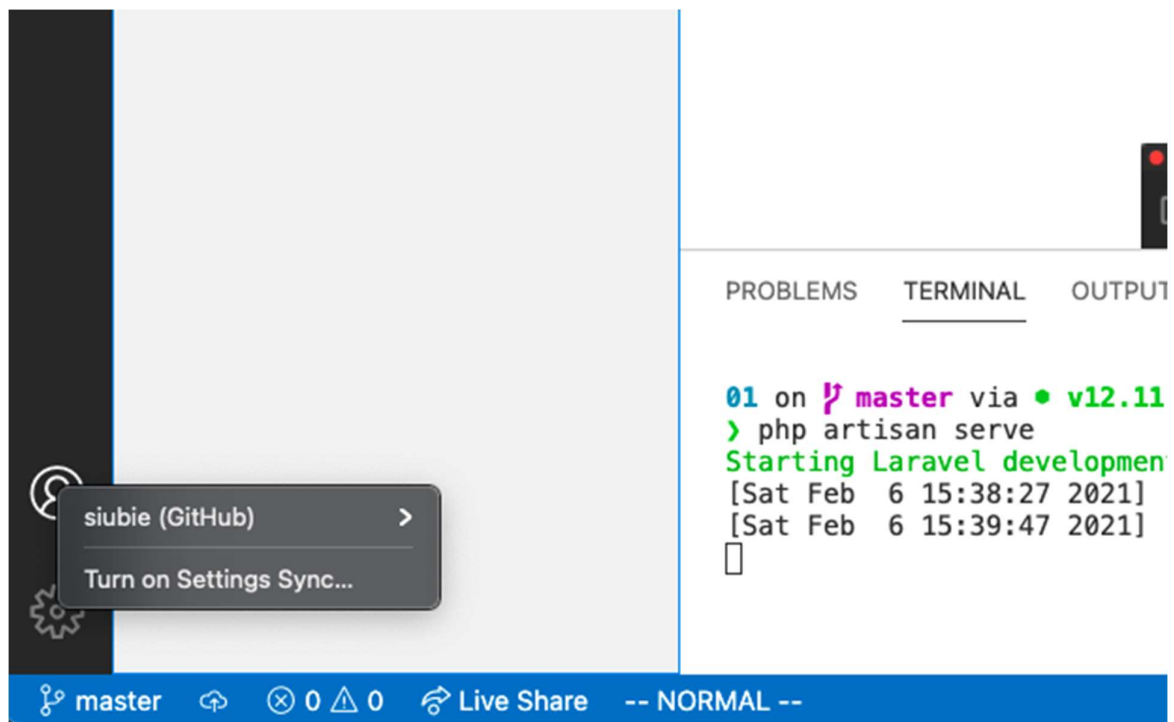 PROBLEMS TERMINAL OUTPUT
01 on master via v12.11
❯ php artisan serve
Starting Laravel developmen
[Sat Feb  6 15:38:27 2021]
[Sat Feb  6 15:39:47 2021]
siubie (GitHub)
Turn on Settings Sync...
master 0 0 Live Share -- NORMAL --